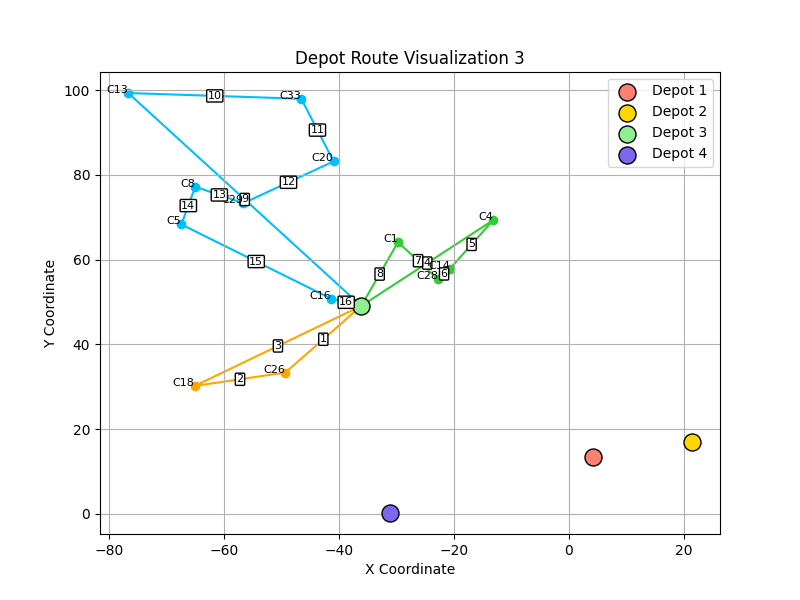 Depot Route Visualization 3
Depot 1
Depot 2
Depot 3
Depot 4
C13
10
C33
11
C20
12
C8
13
C29
9
14
C5
15
C16
16
C4
5
C1
7
4
C14
6
C28
8
1
3
C26
2
C18
100
80
60
40
20
0
Y Coordinate
−80
−60
−40
−20
0
20
X Coordinate